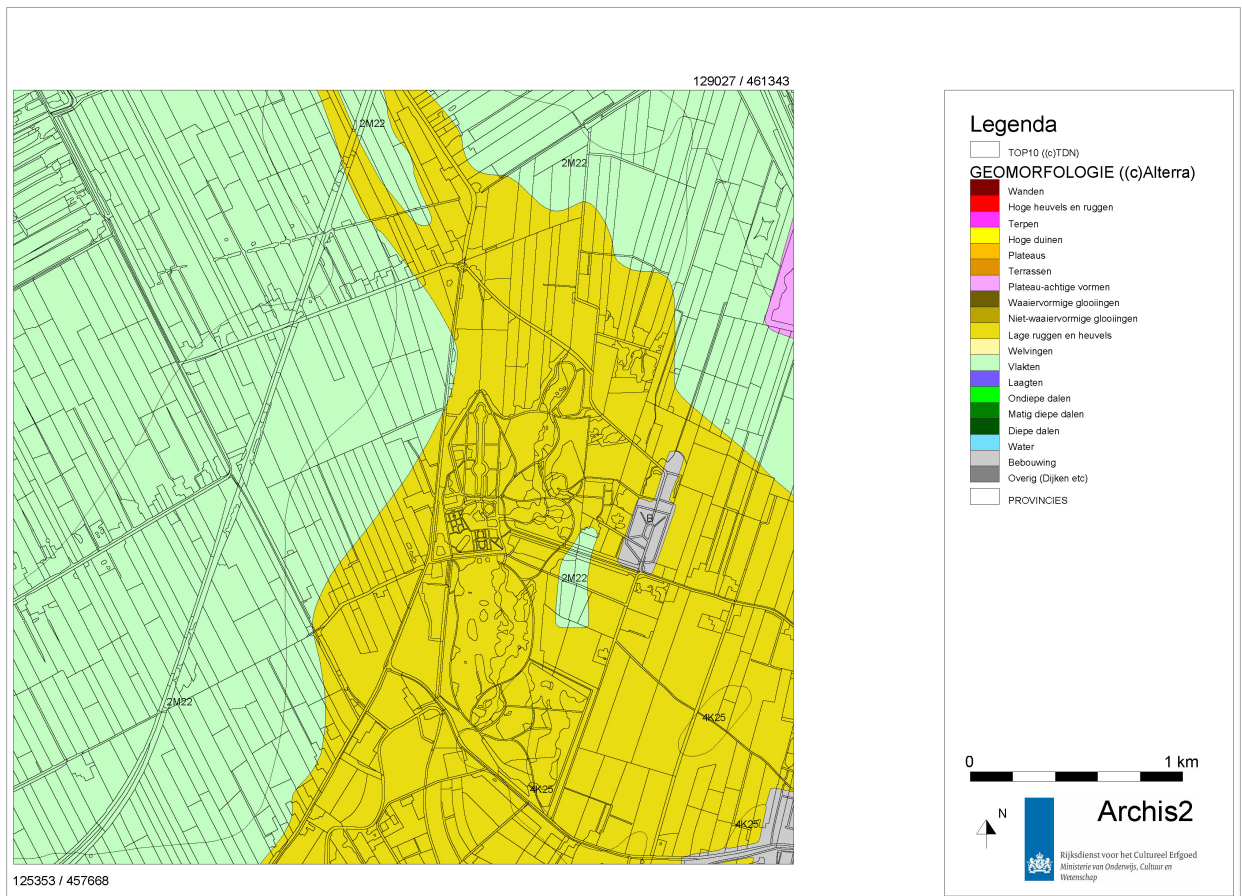 129027 / 461343
2M22
2M22
B
2M22
2M22
4K25
4K25
4K25
125353 / 457668
Legenda
TOP10 ((c)TDN)
GEOMORFOLOGIE ((c)Alterra)
Wanden
Hoge heuvels en ruggen
Terpen
Hoge duinen
Plateaus
Terrassen
Plateau-achtige vormen
Waaiervormige glooiingen
Niet-waaiervormige glooiingen
Lage ruggen en heuvels
Welvingen
Vlakten
Laagten
Ondiepe dalen
Matig diepe dalen
Diepe dalen
Water
Bebouwing
Overig (Dijken etc)
PROVINCIES
0 1 km
N
Archis2
Rijksdienst voor het Cultureel Erfgoed
Ministerie van Onderwijs, Cultuur en
Wetenschap